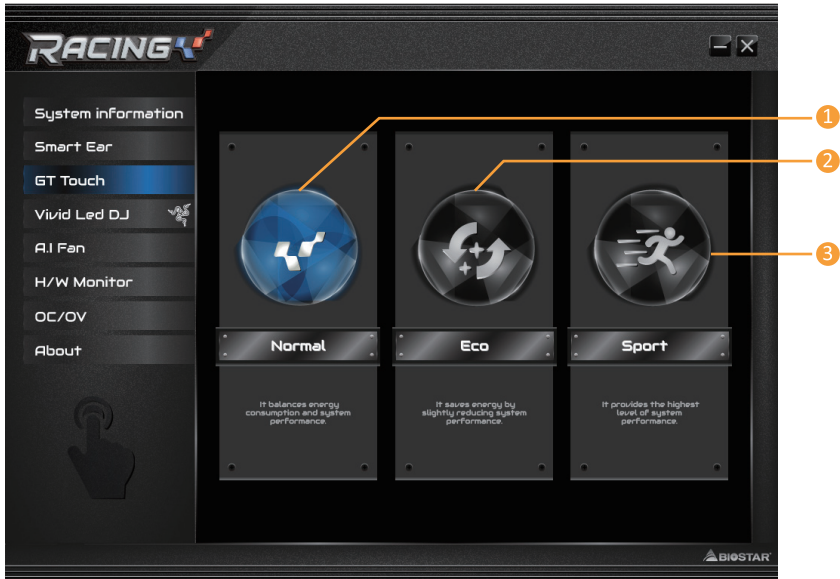 RACING
System information
Smart Ear
GT Touch
Vivid Led DJ
A.I Fan
H/W Monitor
OC/OV
About
1
2
3
Normal
It balances energy
consumption and system
performance.
Eco
It saves energy by
slightly reducing system
performance.
Sport
It provides the highest
level of system
performance.
BIOSTAR